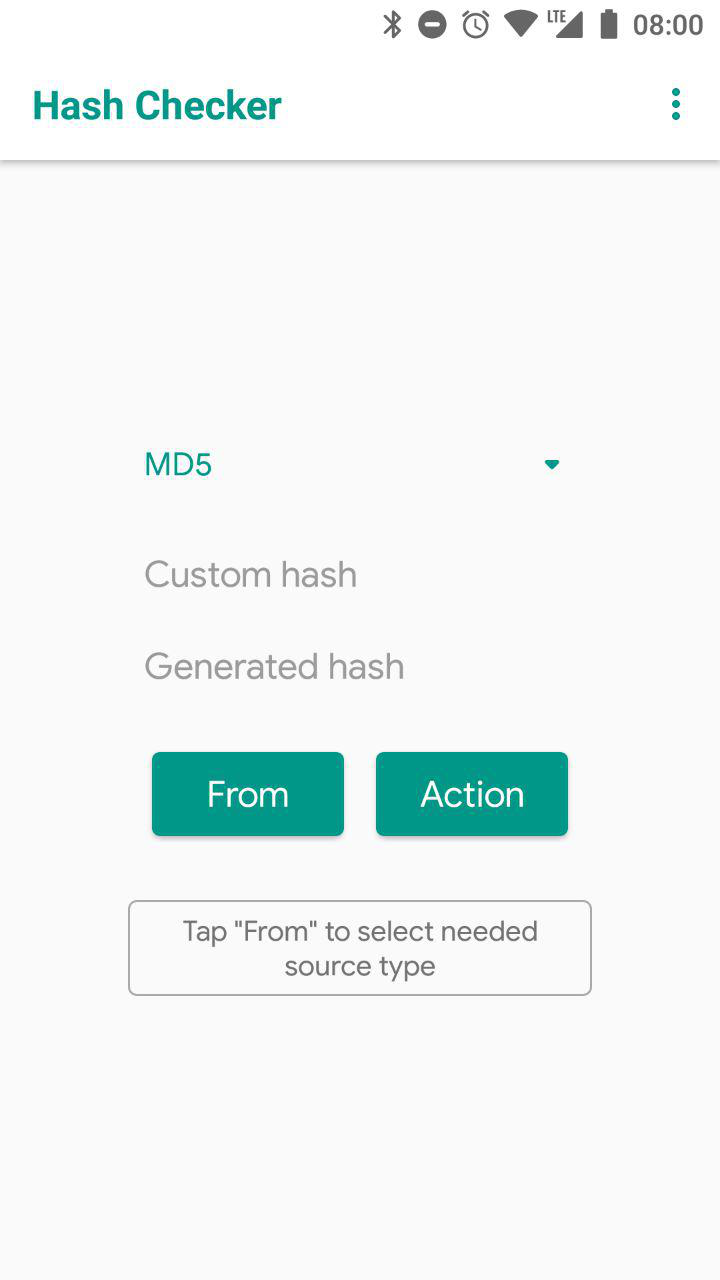 LTE 08:00
Hash Checker
MD5
Custom hash
Generated hash
From Action
Tap "From" to select needed
source type